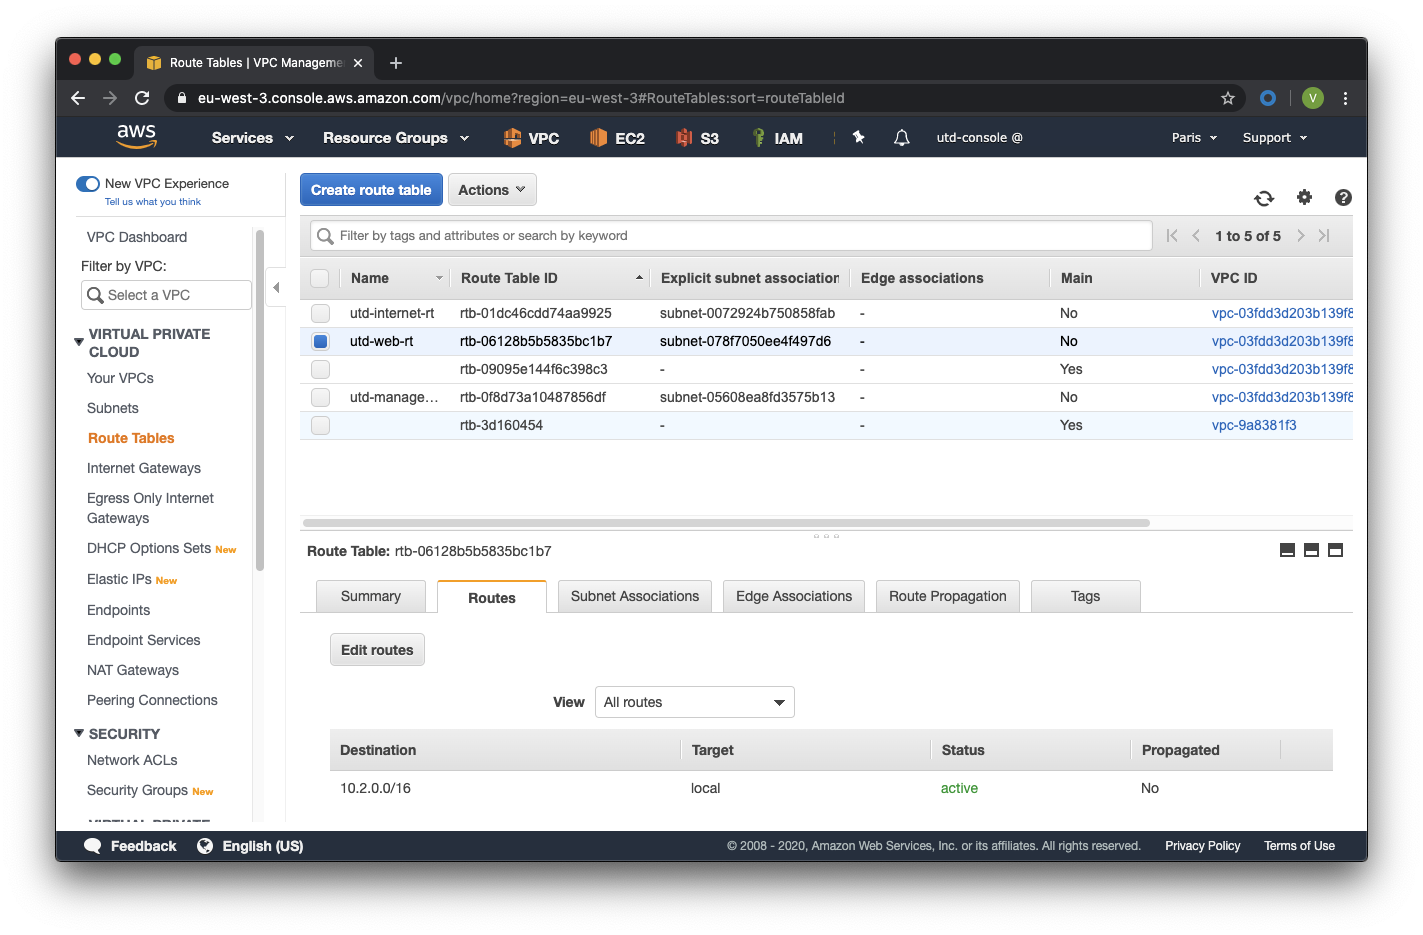 Route Tables | VPC Manageme
eu-west-3.console.aws.amazon.com/vpc/home?region=eu-west-3#RouteTables:sort=routeTableId
V
aws
Services
Resource Groups
VPC
EC2
S3
IAM
utd-console @
Paris
Support
New VPC Experience
Tell us what you think
VPC Dashboard
Filter by VPC:
Select a VPC
VIRTUAL PRIVATE
CLOUD
Your VPCs
Subnets
Route Tables
Internet Gateways
Egress Only Internet
Gateways
DHCP Options Sets New
Elastic IPs New
Endpoints
Endpoint Services
NAT Gateways
Peering Connections
SECURITY
Network ACLs
Security Groups New
VIRTUAL PRIVATE
Create route table
Actions
Filter by tags and attributes or search by keyword
1 to 5 of 5
Name Route Table ID Explicit subnet association Edge associations Main VPC ID
utd-internet-rt rtb-01dc46cdd74aa9925 subnet-0072924b750858fab - No vpc-03fdd3d203b139f8
utd-web-rt rtb-06128b5b5835bc1b7 subnet-078f7050ee4f497d6 - No vpc-03fdd3d203b139f8
rtb-09095e144f6c398c3 - - Yes vpc-03fdd3d203b139f8
utd-manage… rtb-0f8d73a10487856df subnet-05608ea8fd3575b13 - No vpc-03fdd3d203b139f8
rtb-3d160454 - - Yes vpc-9a8381f3
Route Table: rtb-06128b5b5835bc1b7
Summary
Routes
Subnet Associations
Edge Associations
Route Propagation
Tags
Edit routes
View All routes
Destination Target Status Propagated
10.2.0.0/16 local active No
Feedback
English (US)
© 2008 - 2020, Amazon Web Services, Inc. or its affiliates. All rights reserved.
Privacy Policy
Terms of Use